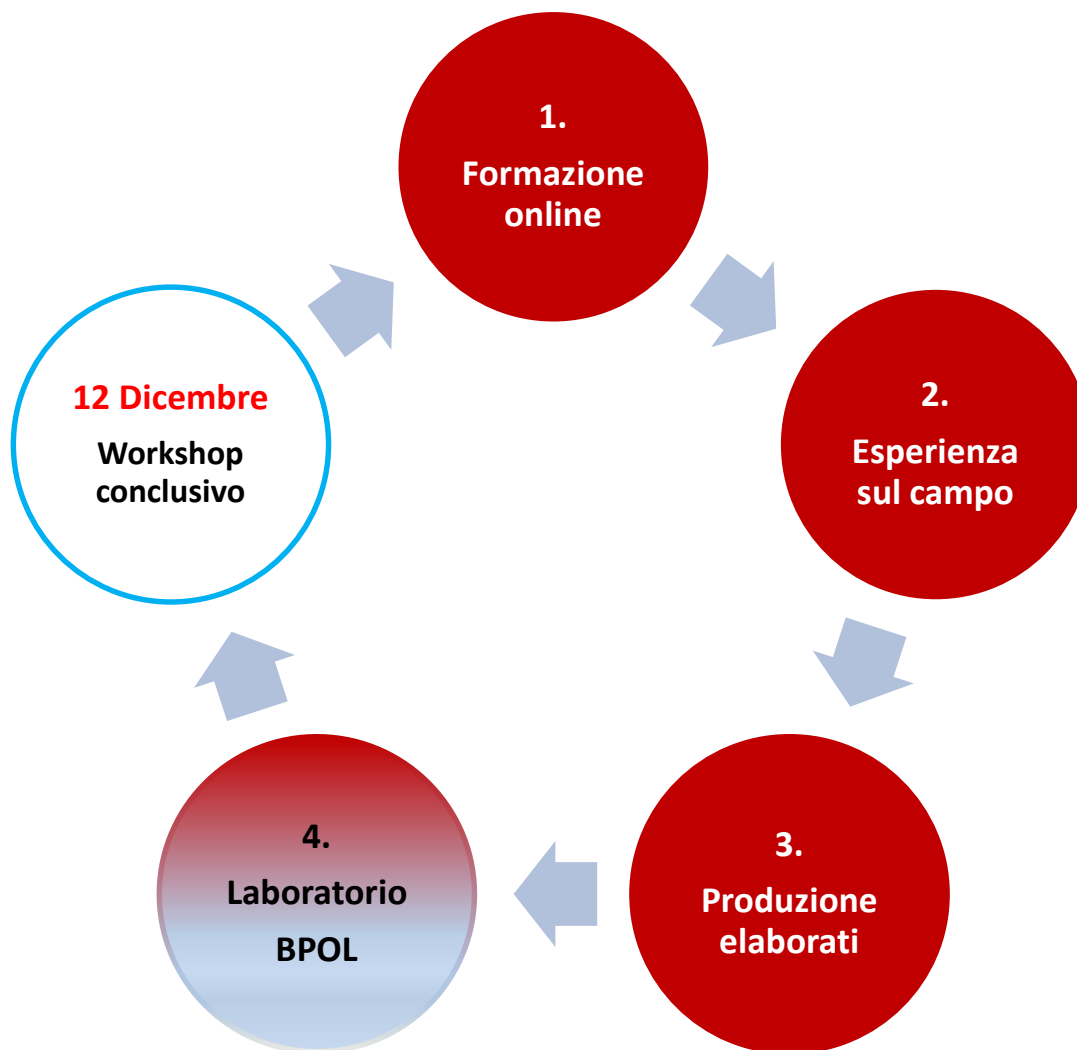 1.
Formazione
online
2.
Esperienza
sul campo
3.
Produzione
elaborati
4.
Laboratorio
BPOL
12 Dicembre
Workshop
conclusivo